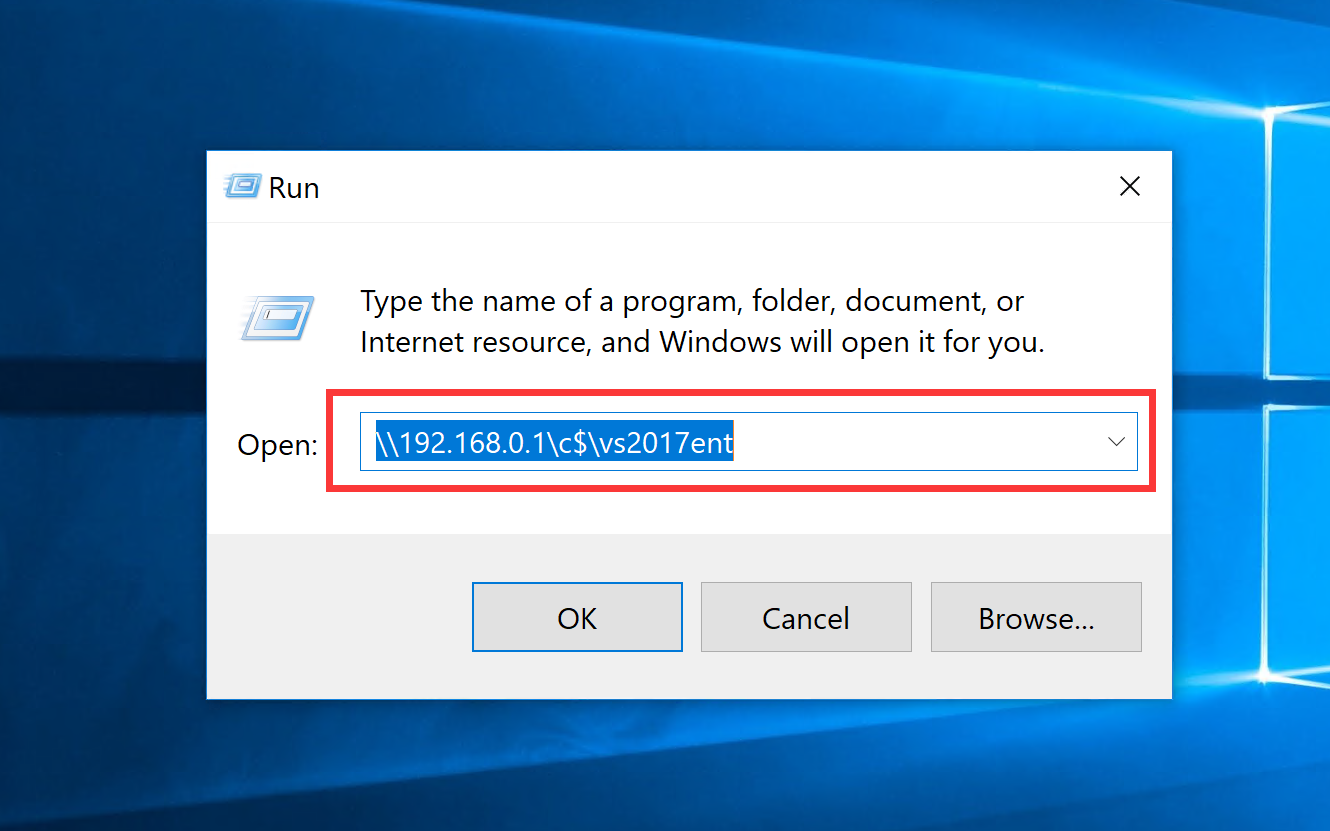 Run
Type the name of a program, folder, document, or
Internet resource, and Windows will open it for you.
Open: \\192.168.0.1\c$\vs2017ent
OK Cancel Browse...